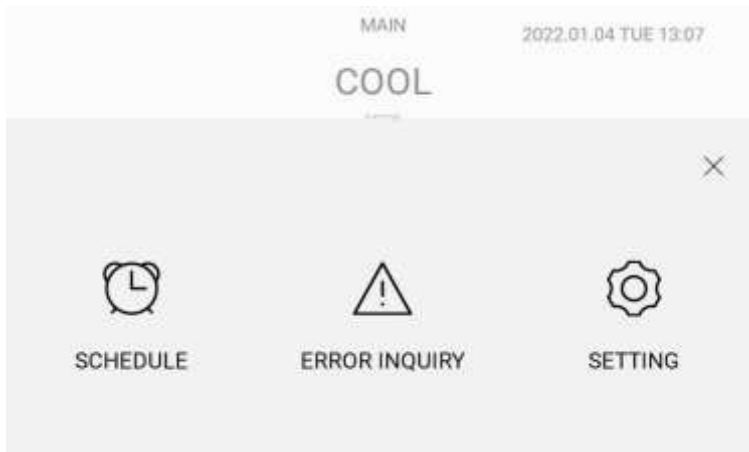 MAIN
2022.01.04 TUE 13:07
COOL
SCHEDULE
ERROR INQUIRY
SETTING